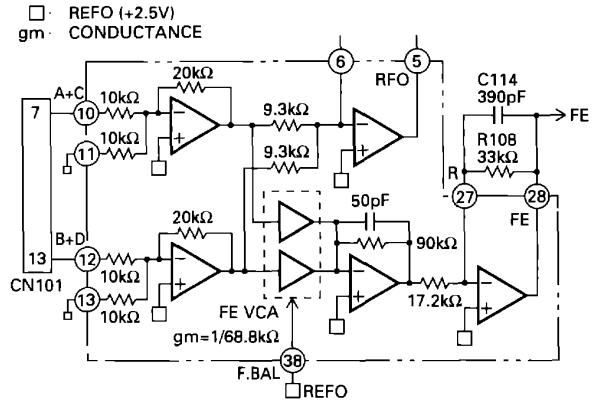 REFO (+2.5V)
gm · CONDUCTANCE
A+C
10kΩ
20kΩ
6
5
RFO
C114
390pF
FE
7
10
10kΩ
9.3kΩ
R108
33kΩ
11
9.3kΩ
R
27
28
FE
20kΩ
50pF
B+D
13
12
10kΩ
90kΩ
CN101
13
10kΩ
FE VCA
17.2kΩ
gm=1/68.8kΩ
38
F.BAL
REFO